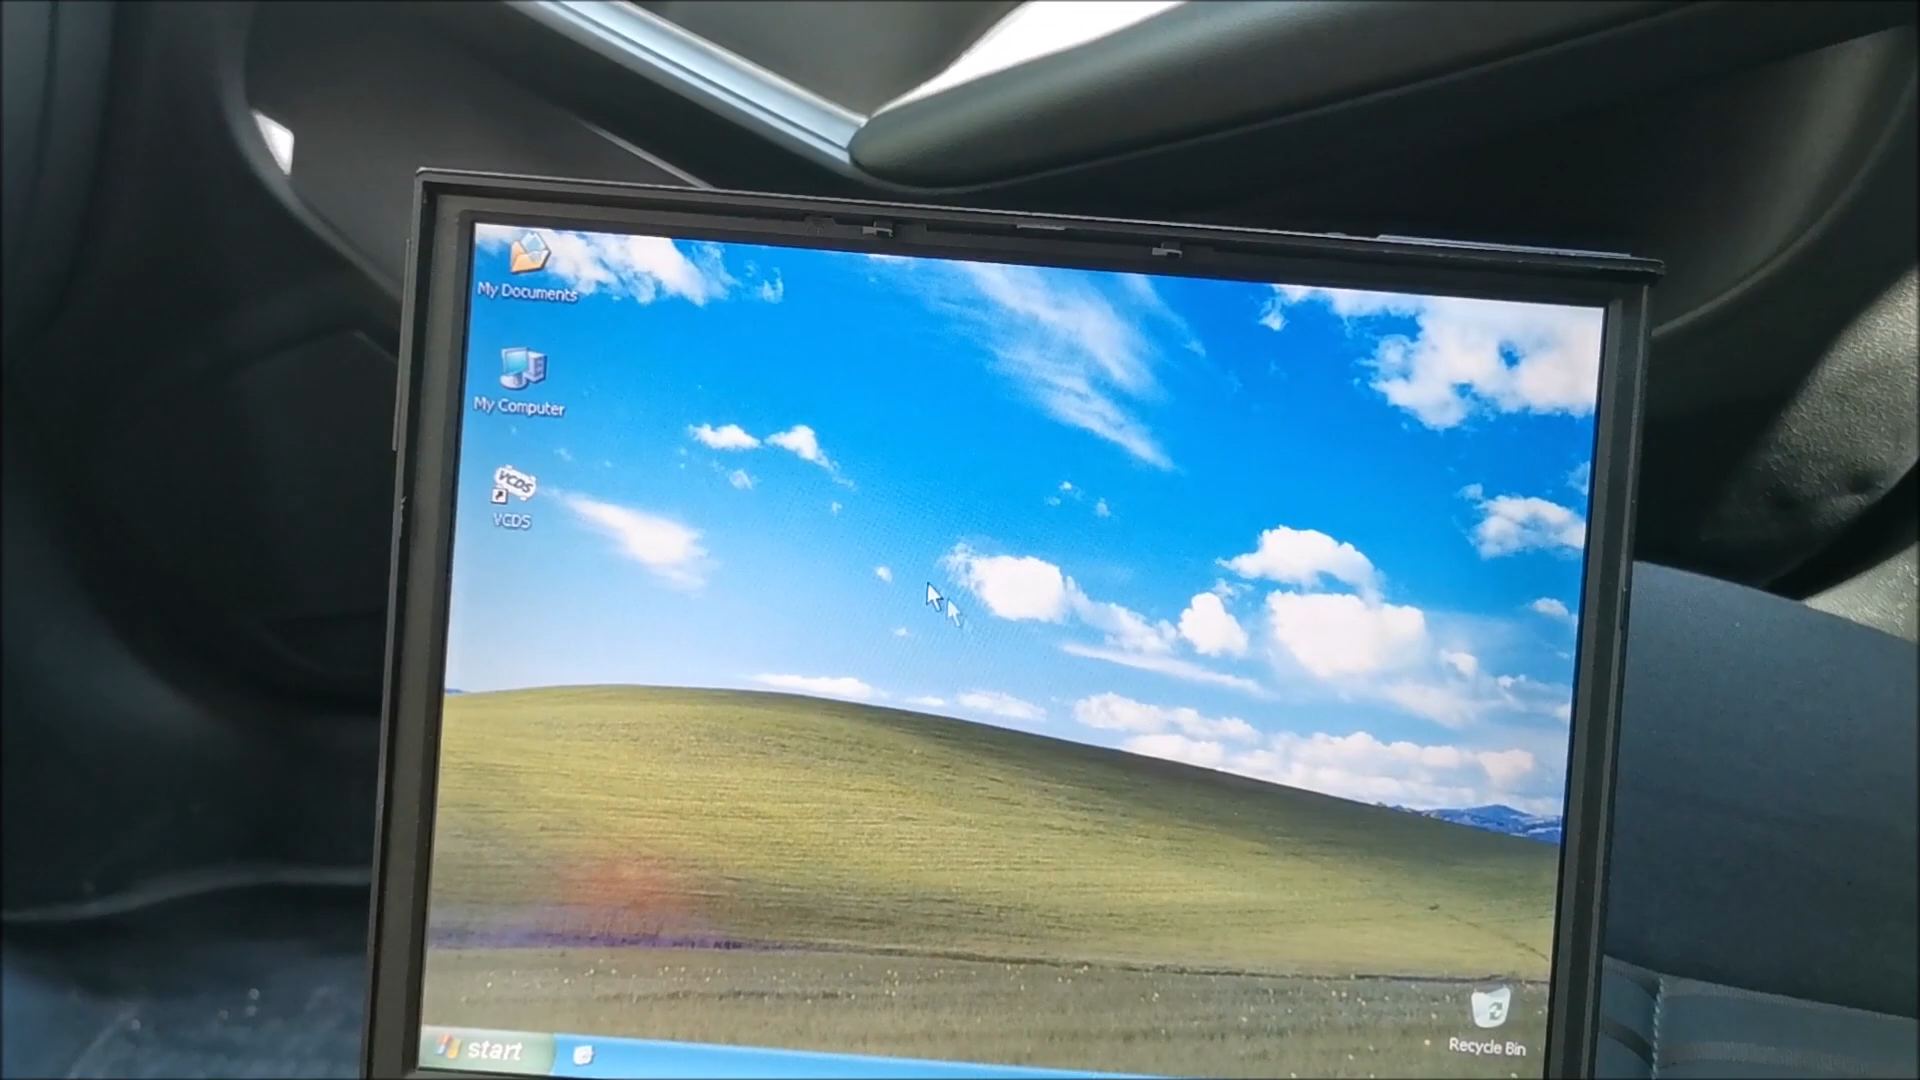 My Documents
My Computer
VCDS
VCDS
Recycle Bin
start